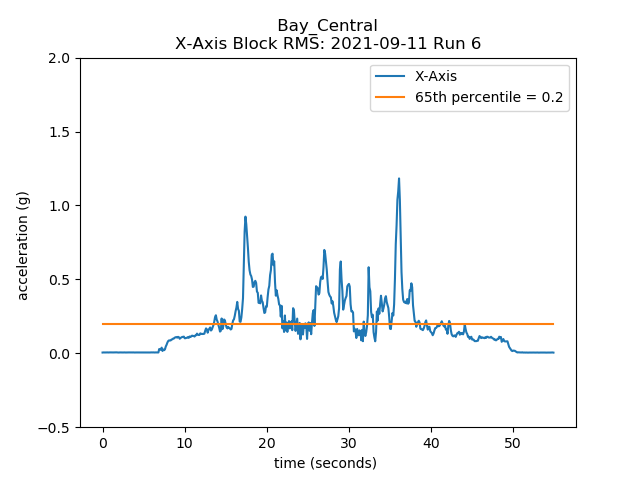 Bay_Central
X-Axis Block RMS: 2021-09-11 Run 6
X-Axis
65th percentile = 0.2
acceleration (g)
2.0
1.5
1.0
0.5
0.0
−0.5
0 10 20 30 40 50
time (seconds)